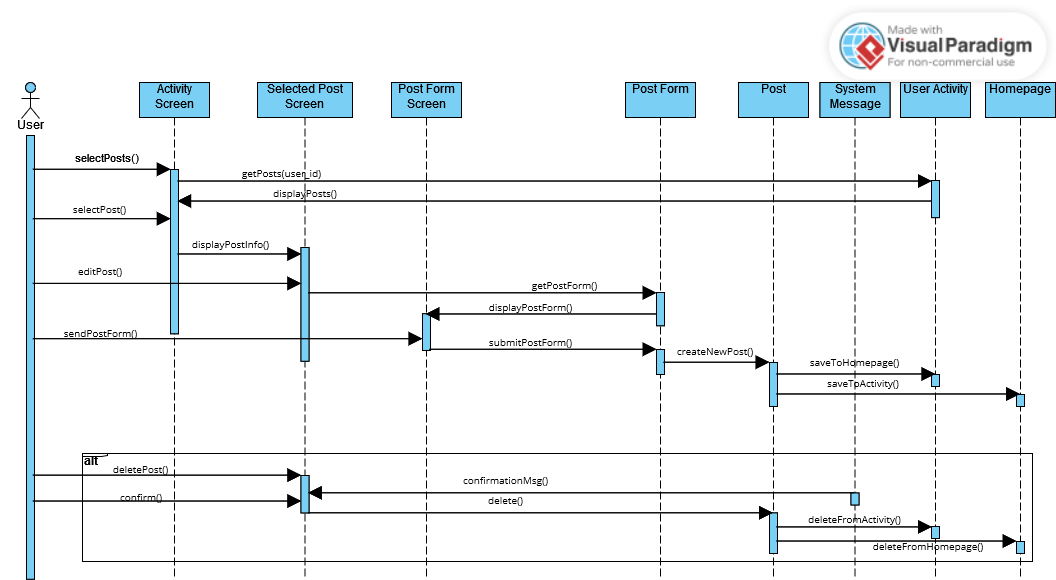 Made with
Visual Paradigm
For non-commercial use
User
Activity
Screen
Selected Post
Screen
Post Form
Screen
Post Form
Post
System
Message
User Activity
Homepage
selectPosts()
getPosts(user_id)
displayPosts()
selectPost()
displayPostInfo()
editPost()
getPostForm()
displayPostForm()
sendPostForm()
submitPostForm()
createNewPost()
saveToHomepage()
saveToActivity()
alt
deletePost()
confirmationMsg()
confirm()
delete()
deleteFromActivity()
deleteFromHomepage()